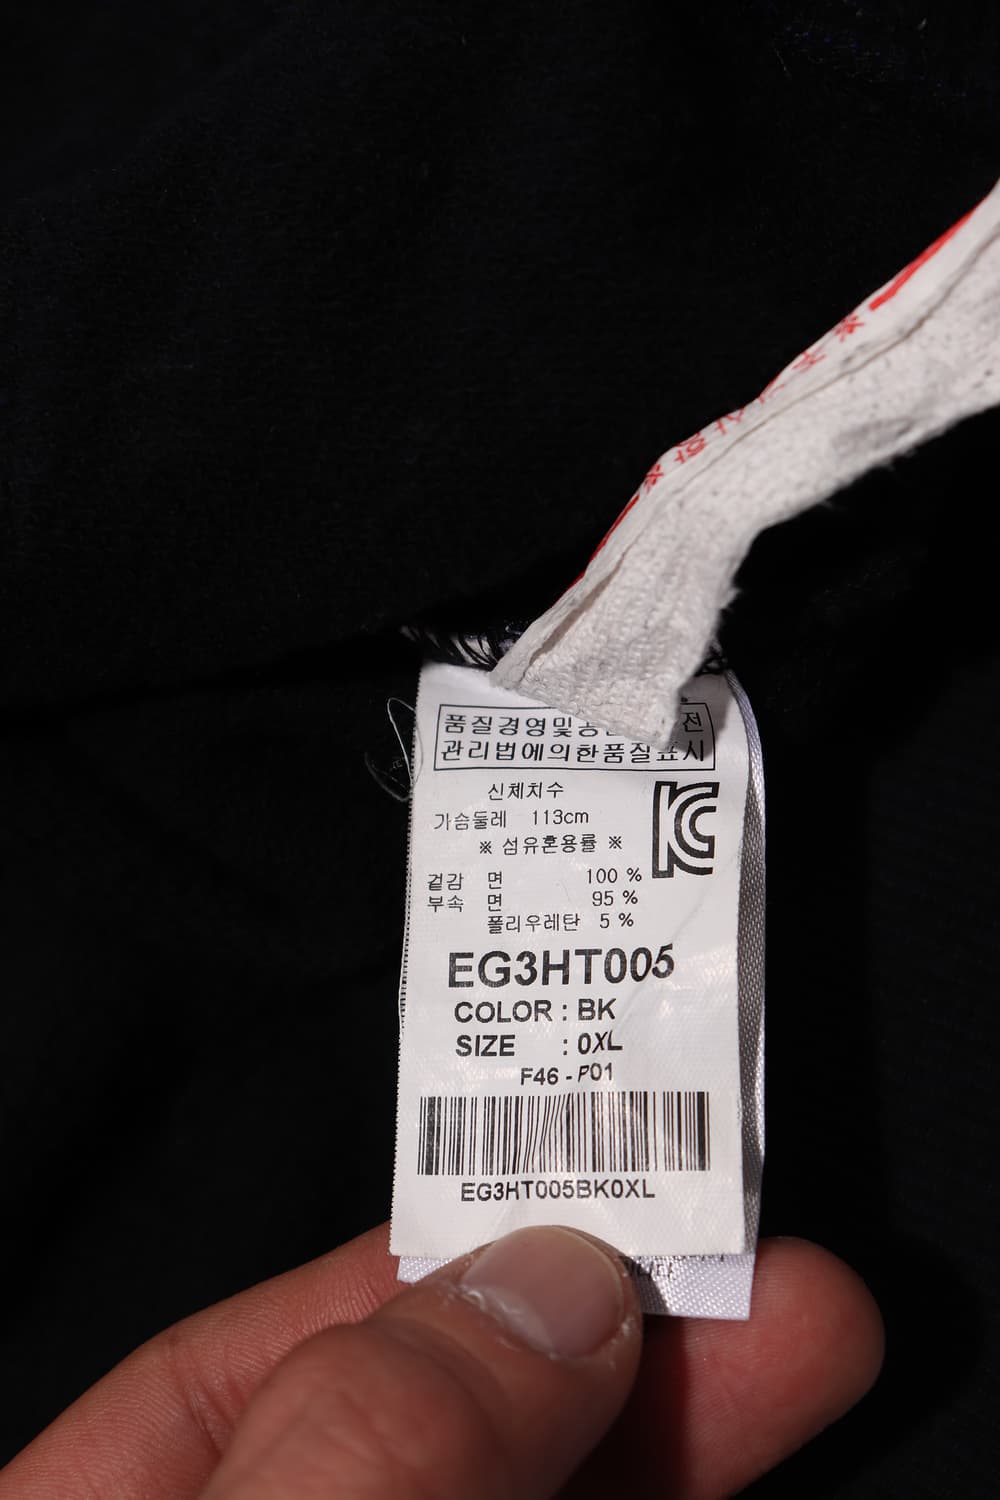 품질경영및공 전
관리법에의한품질표시
신체치수
가슴둘레 113cm
※ 섬유혼용률 ※
겉감 면 100 %
부속 면 95 %
폴리우레탄 5 %
KC
EG3HT005
COLOR : BK
SIZE : 0XL
F46 - P01
EG3HT005BK0XL